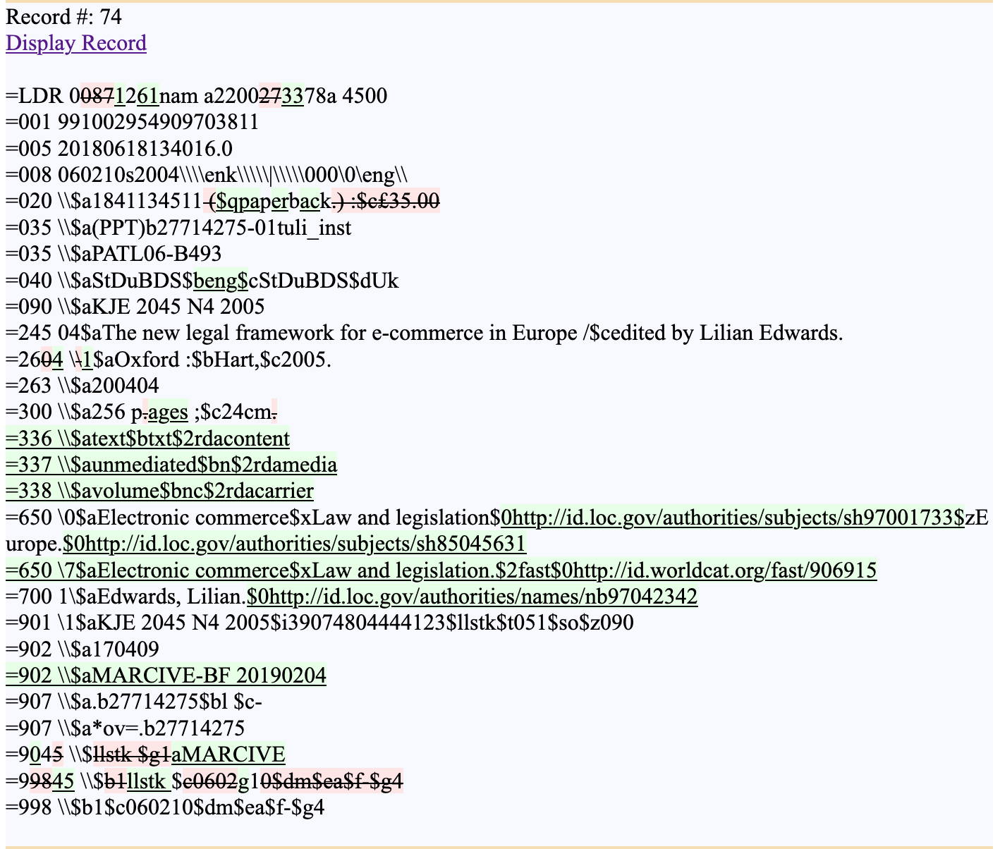 Record #: 74
Display Record
=LDR 008712​61nam a22002733​78a 4500
=001 991002954909703811
=005 20180618134016.0
=008 060210s2004\\\\enk\\\\\|\\\\\000\0\eng\\
=020 \\$a1841134511 ($qpaperback.) :$c£35.00
=035 \\$a(PPT)b27714275-01tuli_inst
=035 \\$aPATL06-B493
=040 \\$aStDuBDS$beng$cStDuBDS$dUk
=090 \\$aKJE 2045 N4 2005
=245 04$aThe new legal framework for e-commerce in Europe /$cedited by Lilian Edwards.
=2604 \\1$aOxford :$bHart,$c2005.
=263 \\$a200404
=300 \\$a256 p.ages ;$c24cm.
=336 \\$atext$btxt$2rdacontent
=337 \\$aunmediated$bn$2rdamedia
=338 \\$avolume$bnc$2rdacarrier
=650 \0$aElectronic commerce$xLaw and legislation$0http://id.loc.gov/authorities/subjects/sh97001733$zE
urope.$0http://id.loc.gov/authorities/subjects/sh85045631
=650 \7$aElectronic commerce$xLaw and legislation.$2fast$0http://id.worldcat.org/fast/906915
=700 1\$aEdwards, Lilian.$0http://id.loc.gov/authorities/names/nb97042342
=901 \1$aKJE 2045 N4 2005$i39074804444123$llstk$t051$so$z090
=902 \\$a170409
=902 \\$aMARCIVE-BF 20190204
=907 \\$a.b27714275$bl $c-
=907 \\$a*ov=.b27714275
=9045 \\$llstk $g1aMARCIVE
=99845 \\$b1llstk $c0602g10$dm$ea$f-$g4
=998 \\$b1$c060210$dm$ea$f-$g4